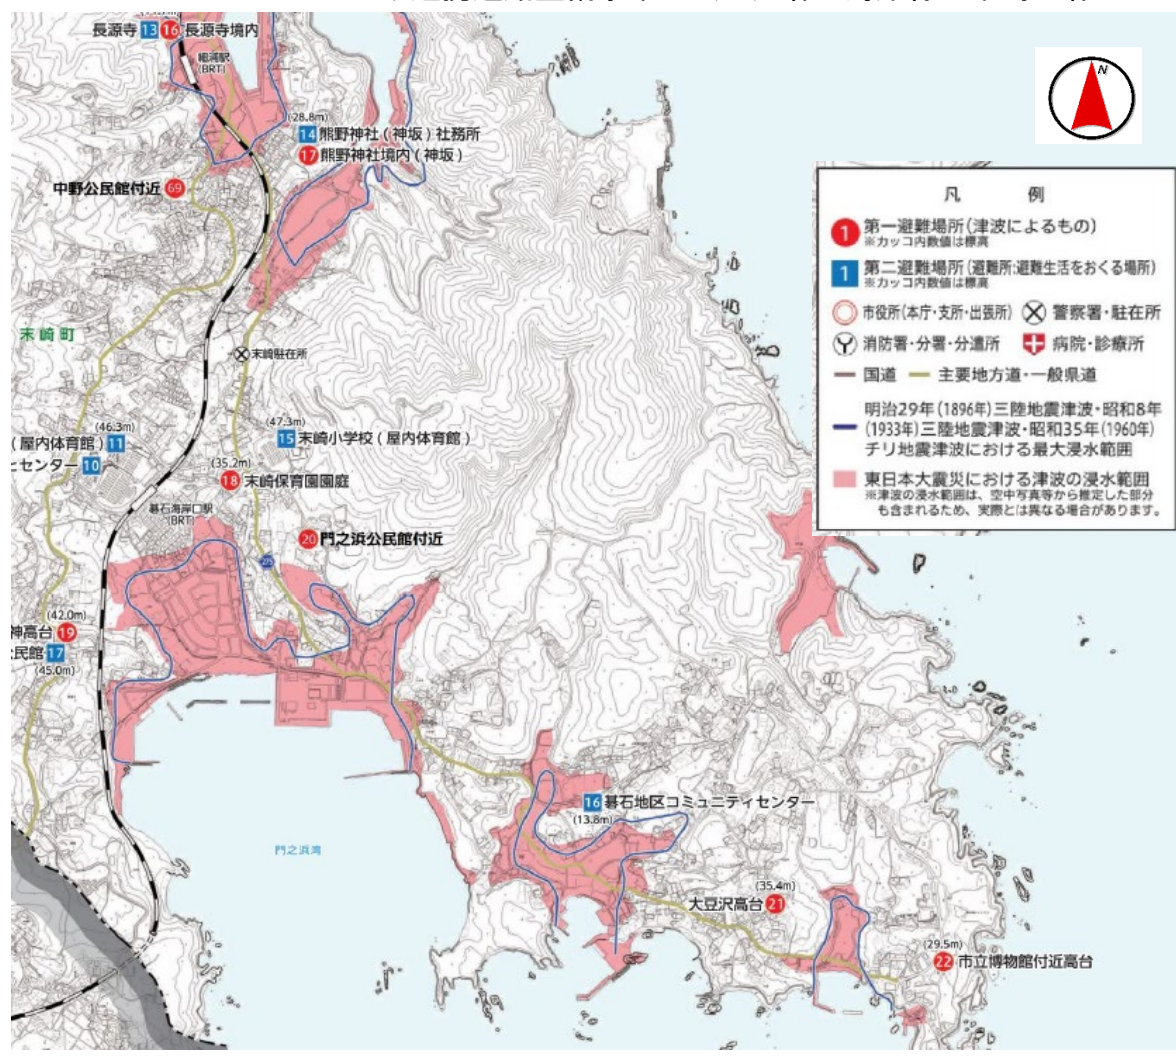 長源寺 13 16 長源寺境内
細浦駅
(BRT)
(28.8m)
14 熊野神社(神坂)社務所
17 熊野神社境内(神坂)
中野公民館付近 69
末崎町
末崎駐在所
(47.3m)
15 末崎小学校(屋内体育館)
(46.3m)
(屋内体育館) 11
センター 10
(35.2m)
18 末崎保育園園庭
碁石海岸口駅
(BRT)
20 門之浜公民館付近
275
(42.0m)
神高台 19
民館 17
(45.0m)
門之浜湾
16 碁石地区コミュニティセンター
(13.8m)
(35.4m)
大豆沢高台 21
(29.5m)
22 市立博物館付近高台
N
凡 例
1 第一避難場所(津波によるもの)
※カッコ内数値は標高
1 第二避難場所(避難所:避難生活をおくる場所)
※カッコ内数値は標高
市役所(本庁・支所・出張所) 警察署・駐在所
消防署・分署・分遣所 病院・診療所
国道 主要地方道・一般県道
明治29年(1896年)三陸地震津波・昭和8年
(1933年)三陸地震津波・昭和35年(1960年)
チリ地震津波における最大浸水範囲
東日本大震災における津波の浸水範囲
※津波の浸水範囲は、空中写真等から推定した部分
も含まれるため、実際とは異なる場合があります。